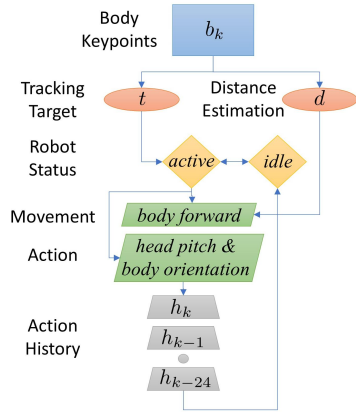 Body
Keypoints
b_k
Tracking
Target
t
Distance
Estimation
d
Robot
Status
active
idle
Movement
body forward
Action
head pitch &
body orientation
Action
History
h_k
h_{k-1}
h_{k-24}